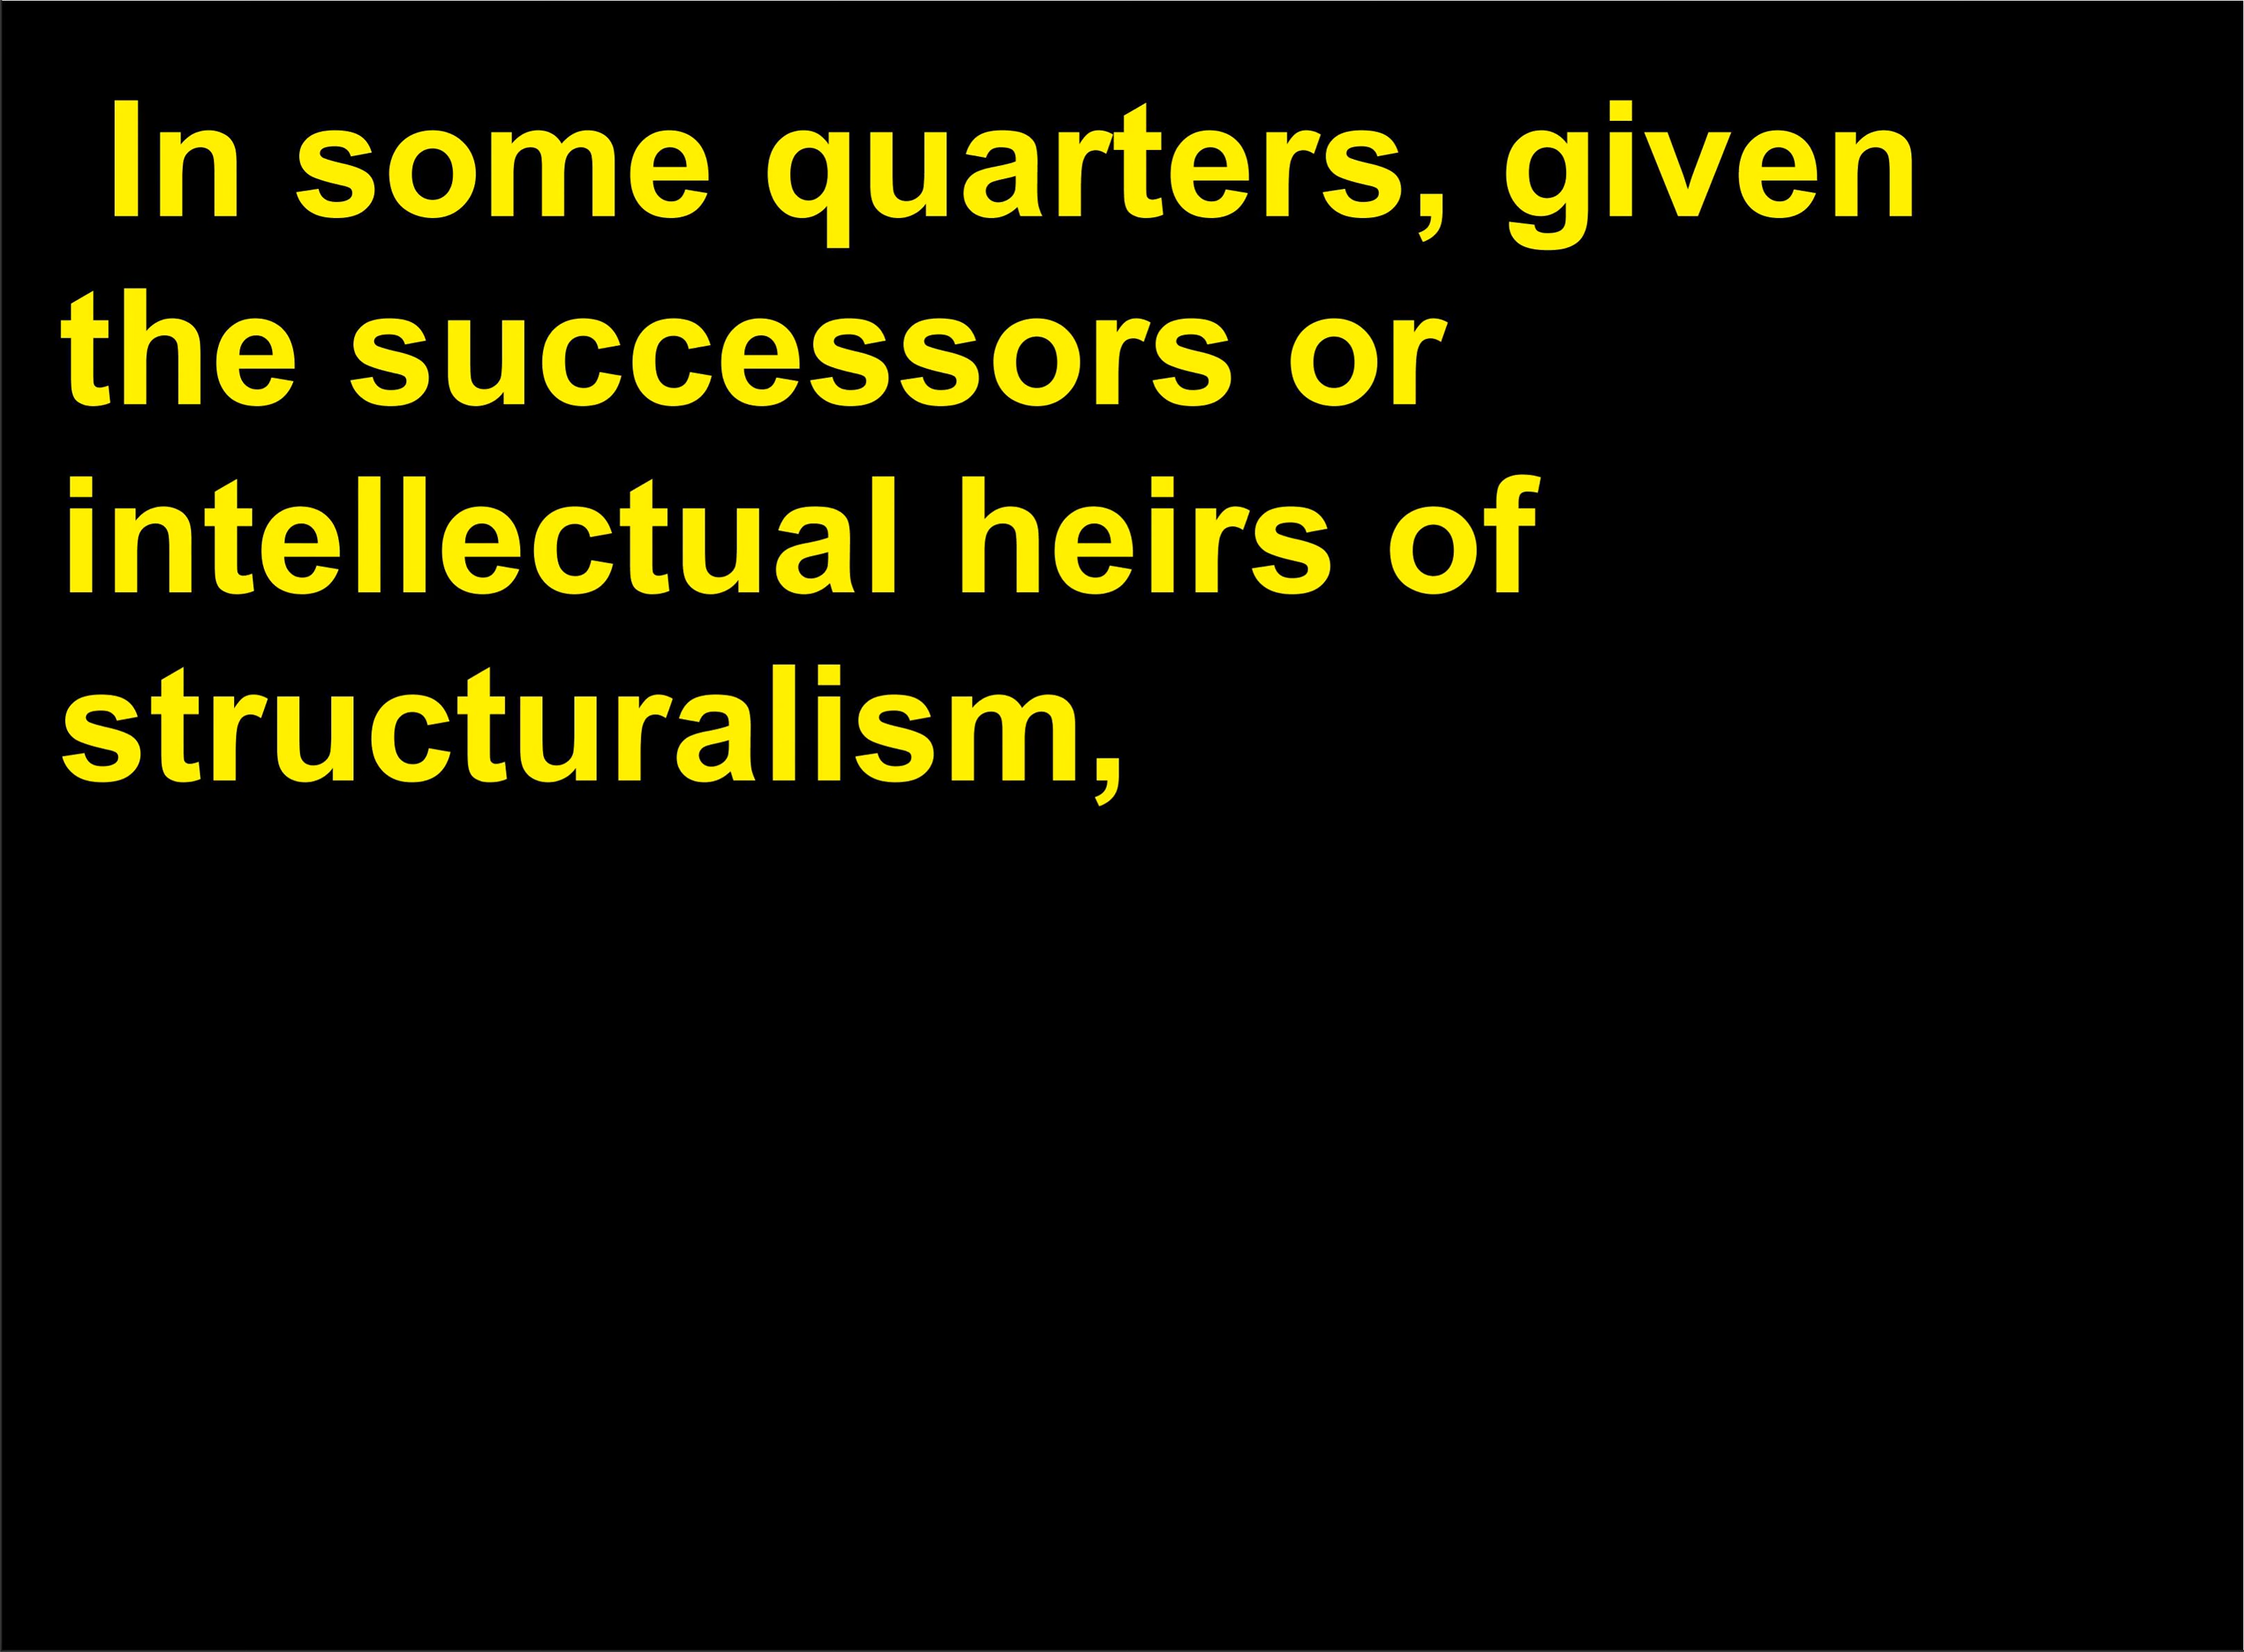 In some quarters, given
the successors or
intellectual heirs of
structuralism,